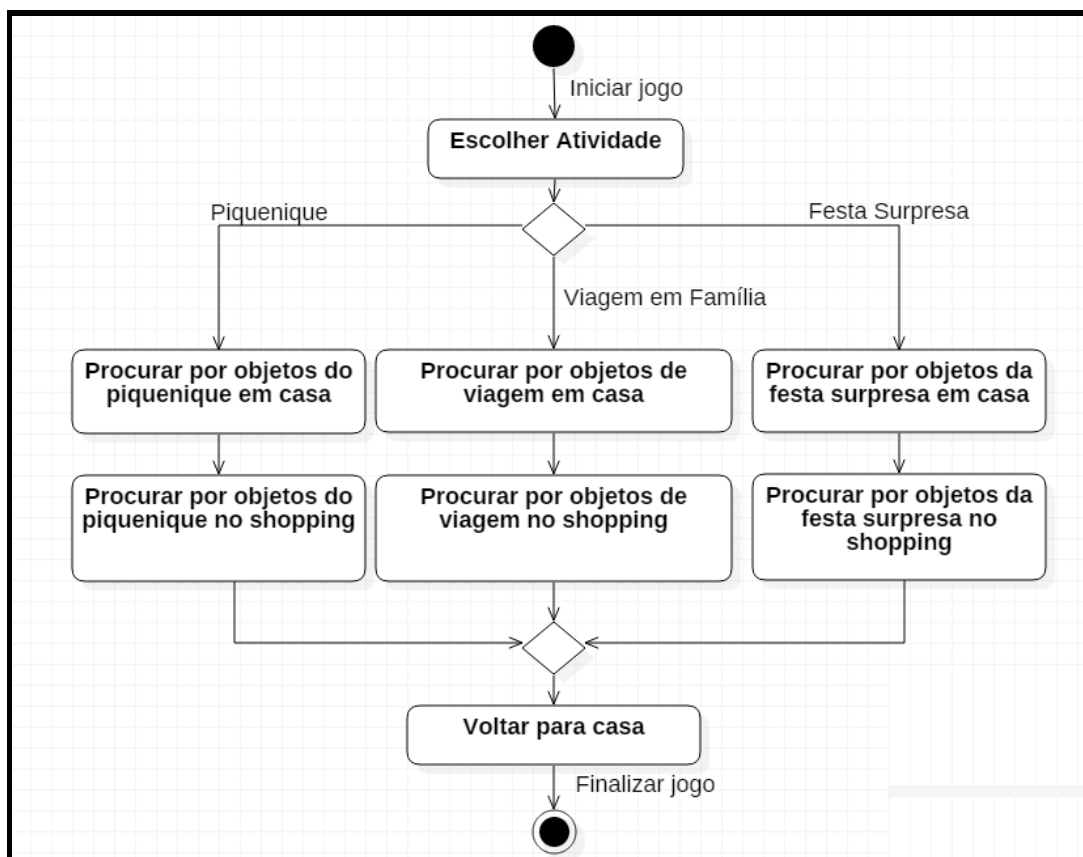 Iniciar jogo
Escolher Atividade
Piquenique
Festa Surpresa
Viagem em Família
Procurar por objetos do
piquenique em casa
Procurar por objetos de
viagem em casa
Procurar por objetos da
festa surpresa em casa
Procurar por objetos do
piquenique no shopping
Procurar por objetos de
viagem no shopping
Procurar por objetos da
festa surpresa no
shopping
Voltar para casa
Finalizar jogo